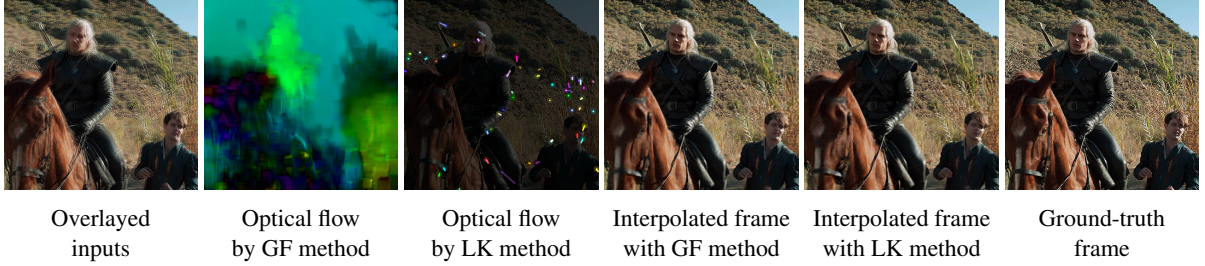 Overlayed
inputs
Optical flow
by GF method
Optical flow
by LK method
Interpolated frame
with GF method
Interpolated frame
with LK method
Ground-truth
frame